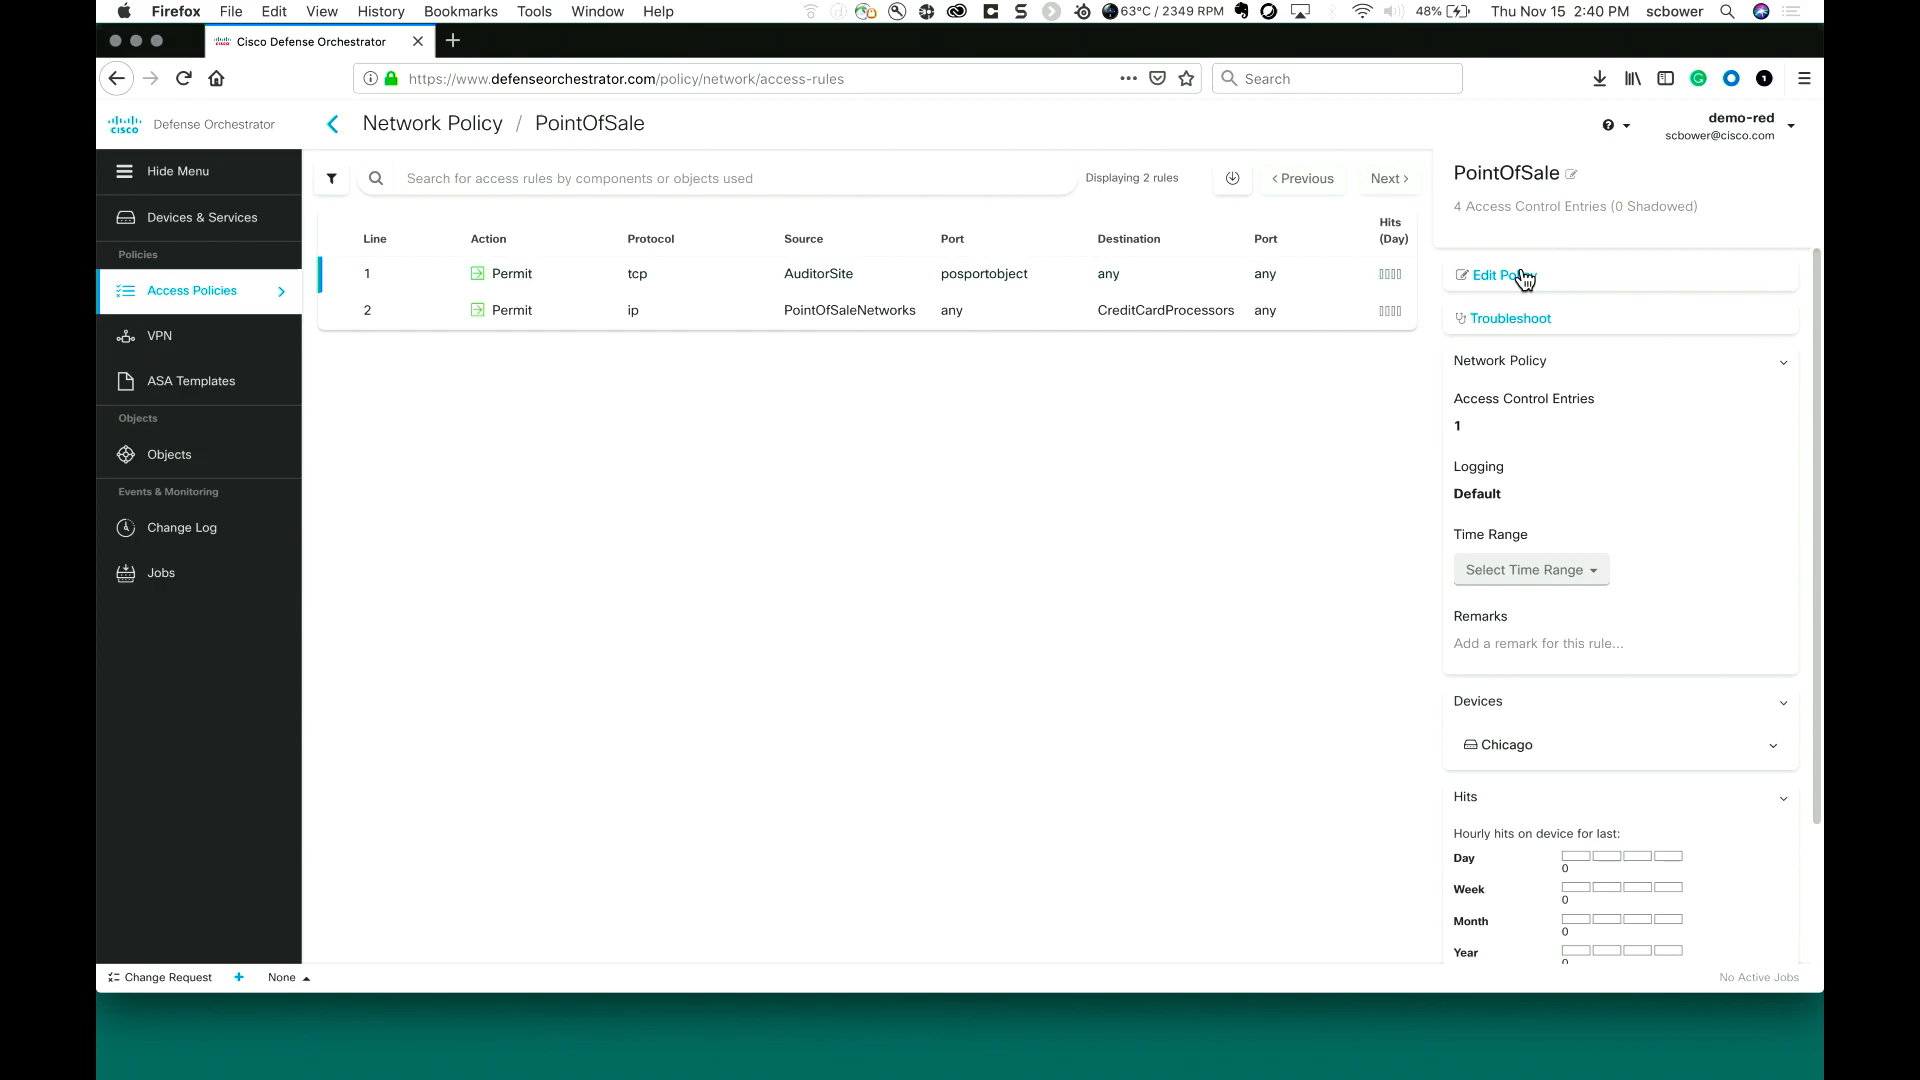 Firefox File Edit View History Bookmarks Tools Window Help 63°C / 2349 RPM 48% Thu Nov 15 2:40 PM scbower
Cisco Defense Orchestrator
https://www.defenseorchestrator.com/policy/network/access-rules
Search
cisco Defense Orchestrator
Network Policy / PointOfSale
demo-red
scbower@cisco.com
Hide Menu
Devices & Services
Policies
Access Policies
VPN
ASA Templates
Objects
Objects
Events & Monitoring
Change Log
Jobs
Search for access rules by components or objects used
Displaying 2 rules
Previous
Next
Line Action Protocol Source Port Destination Port Hits (Day)
1 Permit tcp AuditorSite posportobject any any
2 Permit ip PointOfSaleNetworks any CreditCardProcessors any
PointOfSale
4 Access Control Entries (0 Shadowed)
Edit
Troubleshoot
Network Policy
Access Control Entries
1
Logging
Default
Time Range
Select Time Range
Remarks
Add a remark for this rule...
Devices
Chicago
Hits
Hourly hits on device for last:
Day
0
Week
0
Month
0
Year
Change Request + None
No Active Jobs